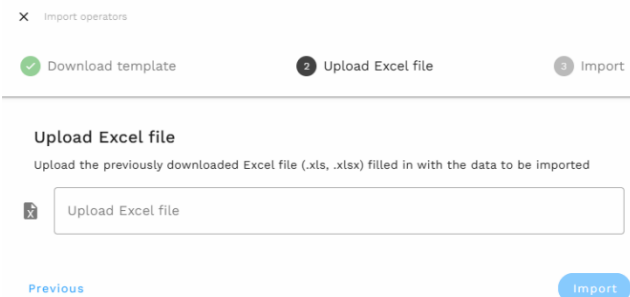 Import operators
Download template
2 Upload Excel file
3 Import
Upload Excel file
Upload the previously downloaded Excel file (.xls, .xlsx) filled in with the data to be imported
Upload Excel file
Previous
Import